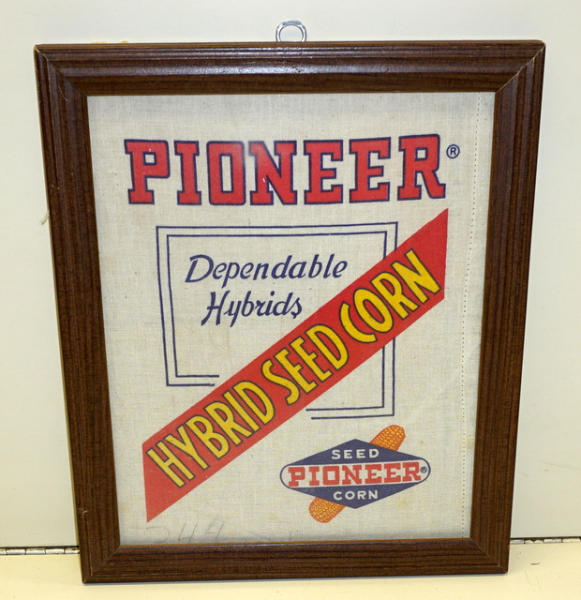 PIONEER®
Dependable
Hybrids
HYBRID SEED CORN
SEED
PIONEER®
CORN